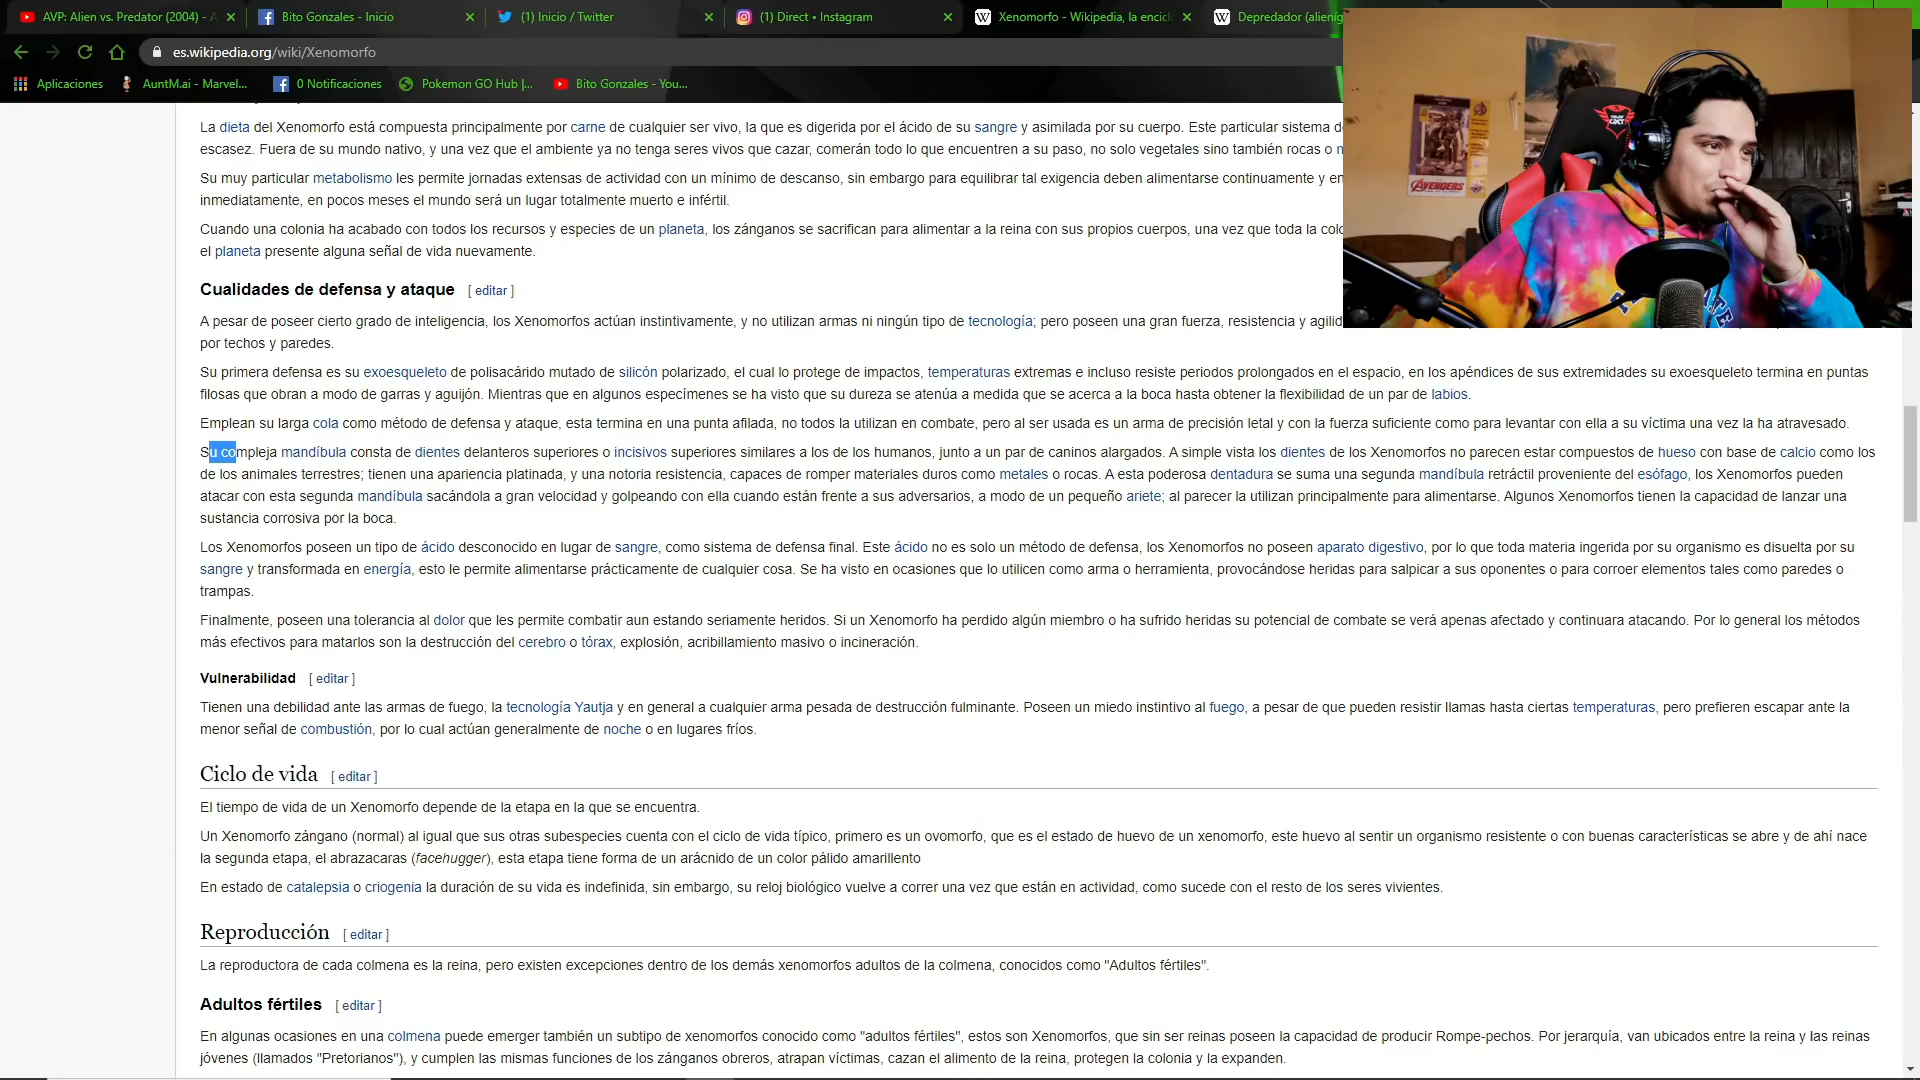 AVP: Alien vs. Predator (2004) - A
Bito Gonzales - Inicio
(1) Inicio / Twitter
(1) Direct • Instagram
Xenomorfo - Wikipedia, la encicl
Depredador (alieníg
es.wikipedia.org/wiki/Xenomorfo
Aplicaciones
AuntM.ai - Marvel...
0 Notificaciones
Pokemon GO Hub |...
Bito Gonzales - You...
La dieta del Xenomorfo está compuesta principalmente por carne de cualquier ser vivo, la que es digerida por el ácido de su sangre y asimilada por su cuerpo. Este particular sistema d
escasez. Fuera de su mundo nativo, y una vez que el ambiente ya no tenga seres vivos que cazar, comerán todo lo que encuentren a su paso, no solo vegetales sino también rocas o
Su muy particular metabolismo les permite jornadas extensas de actividad con un mínimo de descanso, sin embargo para equilibrar tal exigencia deben alimentarse continuamente y en
inmediatamente, en pocos meses el mundo será un lugar totalmente muerto e infértil.
Cuando una colonia ha acabado con todos los recursos y especies de un planeta, los zánganos se sacrifican para alimentar a la reina con sus propios cuerpos, una vez que toda la colo
el planeta presente alguna señal de vida nuevamente.
Cualidades de defensa y ataque [ editar ]
A pesar de poseer cierto grado de inteligencia, los Xenomorfos actúan instintivamente, y no utilizan armas ni ningún tipo de tecnología; pero poseen una gran fuerza, resistencia y agilid
por techos y paredes.
Su primera defensa es su exoesqueleto de polisacárido mutado de silicón polarizado, el cual lo protege de impactos, temperaturas extremas e incluso resiste periodos prolongados en el espacio, en los apéndices de sus extremidades su exoesqueleto termina en puntas
filosas que obran a modo de garras y aguijón. Mientras que en algunos especímenes se ha visto que su dureza se atenúa a medida que se acerca a la boca hasta obtener la flexibilidad de un par de labios.
Emplean su larga cola como método de defensa y ataque, esta termina en una punta afilada, no todos la utilizan en combate, pero al ser usada es un arma de precisión letal y con la fuerza suficiente como para levantar con ella a su víctima una vez la ha atravesado.
Su compleja mandíbula consta de dientes delanteros superiores o incisivos superiores similares a los de los humanos, junto a un par de caninos alargados. A simple vista los dientes de los Xenomorfos no parecen estar compuestos de hueso con base de calcio como los
de los animales terrestres; tienen una apariencia platinada, y una notoria resistencia, capaces de romper materiales duros como metales o rocas. A esta poderosa dentadura se suma una segunda mandíbula retráctil proveniente del esófago, los Xenomorfos pueden
atacar con esta segunda mandíbula sacándola a gran velocidad y golpeando con ella cuando están frente a sus adversarios, a modo de un pequeño ariete; al parecer la utilizan principalmente para alimentarse. Algunos Xenomorfos tienen la capacidad de lanzar una
sustancia corrosiva por la boca.
Los Xenomorfos poseen un tipo de ácido desconocido en lugar de sangre, como sistema de defensa final. Este ácido no es solo un método de defensa, los Xenomorfos no poseen aparato digestivo, por lo que toda materia ingerida por su organismo es disuelta por su
sangre y transformada en energía, esto le permite alimentarse prácticamente de cualquier cosa. Se ha visto en ocasiones que lo utilicen como arma o herramienta, provocándose heridas para salpicar a sus oponentes o para corroer elementos tales como paredes o
trampas.
Finalmente, poseen una tolerancia al dolor que les permite combatir aun estando seriamente heridos. Si un Xenomorfo ha perdido algún miembro o ha sufrido heridas su potencial de combate se verá apenas afectado y continuara atacando. Por lo general los métodos
más efectivos para matarlos son la destrucción del cerebro o tórax, explosión, acribillamiento masivo o incineración.
Vulnerabilidad [ editar ]
Tienen una debilidad ante las armas de fuego, la tecnología Yautja y en general a cualquier arma pesada de destrucción fulminante. Poseen un miedo instintivo al fuego, a pesar de que pueden resistir llamas hasta ciertas temperaturas, pero prefieren escapar ante la
menor señal de combustión, por lo cual actúan generalmente de noche o en lugares fríos.
Ciclo de vida [ editar ]
El tiempo de vida de un Xenomorfo depende de la etapa en la que se encuentra.
Un Xenomorfo zángano (normal) al igual que sus otras subespecies cuenta con el ciclo de vida típico, primero es un ovomorfo, que es el estado de huevo de un xenomorfo, este huevo al sentir un organismo resistente o con buenas características se abre y de ahí nace
la segunda etapa, el abrazacaras (facehugger), esta etapa tiene forma de un arácnido de un color pálido amarillento
En estado de catalepsia o criogenia la duración de su vida es indefinida, sin embargo, su reloj biológico vuelve a correr una vez que están en actividad, como sucede con el resto de los seres vivientes.
Reproducción [ editar ]
La reproductora de cada colmena es la reina, pero existen excepciones dentro de los demás xenomorfos adultos de la colmena, conocidos como "Adultos fértiles".
Adultos fértiles [ editar ]
En algunas ocasiones en una colmena puede emerger también un subtipo de xenomorfos conocido como "adultos fértiles", estos son Xenomorfos, que sin ser reinas poseen la capacidad de producir Rompe-pechos. Por jerarquía, van ubicados entre la reina y las reinas
jóvenes (llamados "Pretorianos"), y cumplen las mismas funciones de los zánganos obreros, atrapan víctimas, cazan el alimento de la reina, protegen la colonia y la expanden.
AVENGERS
GXT